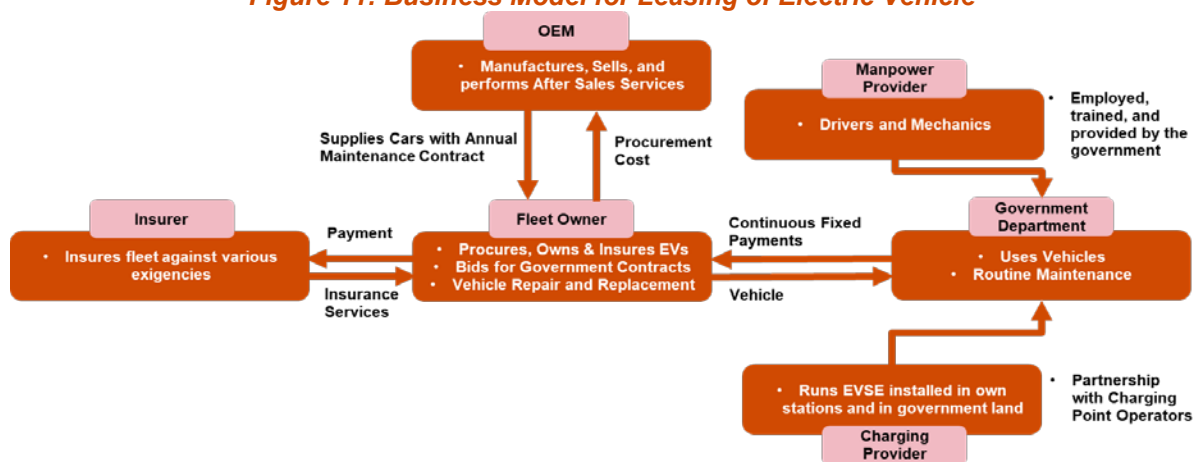 Figure 11: Business Model for Leasing of Electric Vehicle
OEM
• Manufactures, Sells, and
performs After Sales Services
Manpower
Provider
• Drivers and Mechanics
• Employed,
trained, and
provided by the
government
Supplies Cars with Annual
Maintenance Contract
Procurement
Cost
Insurer
• Insures fleet against various
exigencies
Payment
Insurance
Services
Fleet Owner
• Procures, Owns & Insures EVs
• Bids for Government Contracts
• Vehicle Repair and Replacement
Continuous Fixed
Payments
Vehicle
Government
Department
• Uses Vehicles
• Routine Maintenance
• Runs EVSE installed in own
stations and in government land
Charging
Provider
• Partnership
with Charging
Point Operators